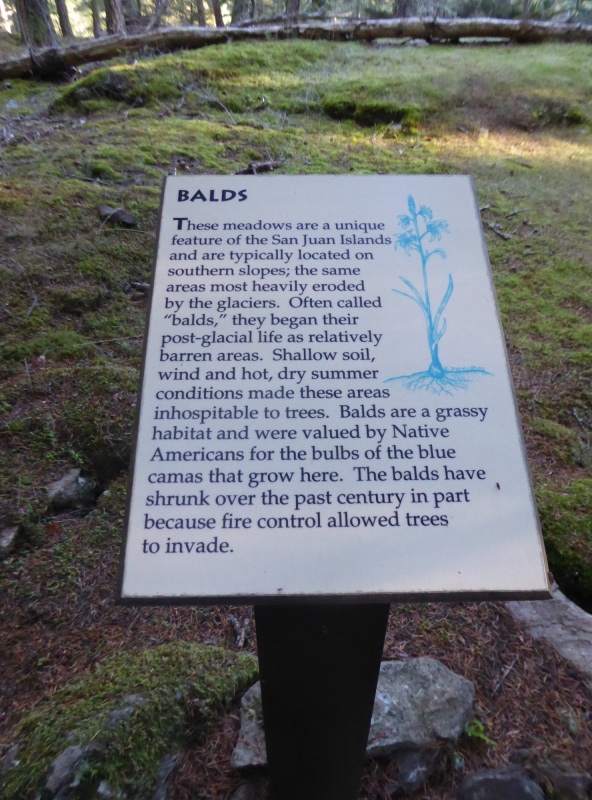 BALDS
These meadows are a unique
feature of the San Juan Islands
and are typically located on
southern slopes; the same
areas most heavily eroded
by the glaciers. Often called
"balds," they began their
post-glacial life as relatively
barren areas. Shallow soil,
wind and hot, dry summer
conditions made these areas
inhospitable to trees. Balds are a grassy
habitat and were valued by Native
Americans for the bulbs of the blue
camas that grow here. The balds have
shrunk over the past century in part
because fire control allowed trees
to invade.